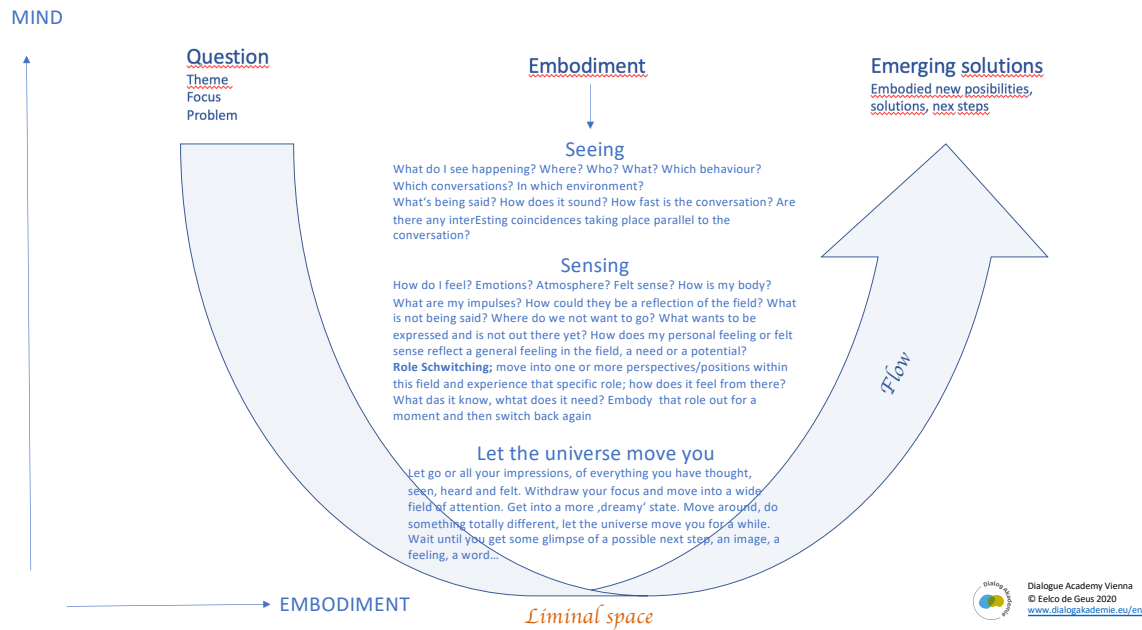 MIND
Question
Theme
Focus
Problem
Embodiment
Emerging solutions
Embodied new posibilities,
solutions, nex steps
Seeing
What do I see happening? Where? Who? What? Which behaviour?
Which conversations? In which environment?
What's being said? How does it sound? How fast is the conversation? Are
there any interEsting coincidences taking place parallel to the
conversation?
Sensing
How do I feel? Emotions? Atmosphere? Felt sense? How is my body?
What are my impulses? How could they be a reflection of the field? What
is not being said? Where do we not want to go? What wants to be
expressed and is not out there yet? How does my personal feeling or felt
sense reflect a general feeling in the field, a need or a potential?
Role Schwitching; move into one or more perspectives/positions within
this field and experience that specific role; how does it feel from there?
What das it know, whtat does it need? Embody  that role out for a
moment and then switch back again
Flow
Let the universe move you
Let go or all your impressions, of everything you have thought,
seen, heard and felt. Withdraw your focus and move into a wide
field of attention. Get into a more ‚dreamy' state. Move around, do
something totally different, let the universe move you for a while.
Wait until you get some glimpse of a possible next step, an image, a
feeling, a word…
EMBODIMENT
Liminal space
Dialog Akademie
Dialogue Academy Vienna
© Eelco de Geus 2020
www.dialogakademie.eu/en